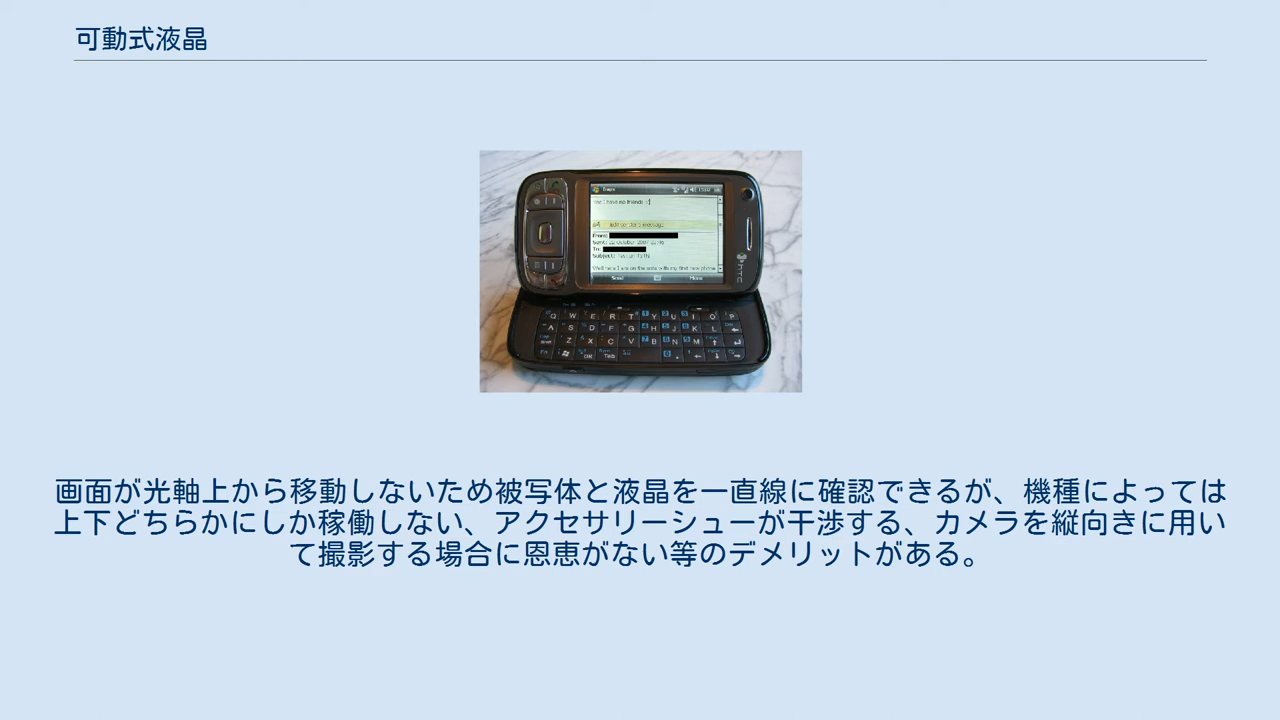 可動式液晶
Send
Menu
hTC
Q W E R T Y U I O P
A S D F G H J K L
Z X C V B N M
OK Tab
画面が光軸上から移動しないため被写体と液晶を一直線に確認できるが、機種によっては
上下どちらかにしか稼働しない、アクセサリーシューが干渉する、カメラを縦向きに用い
て撮影する場合に恩恵がない等のデメリットがある。